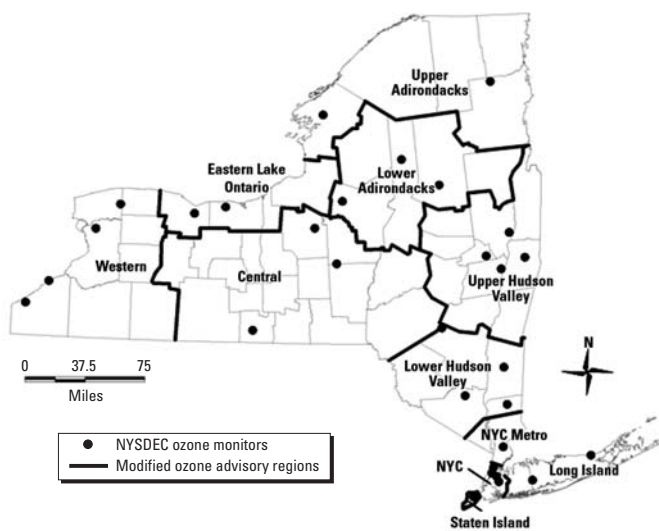 Upper
Adirondacks
Eastern Lake
Ontario
Lower
Adirondacks
Western
Central
Upper Hudson
Valley
0 37.5 75
Miles
Lower Hudson
Valley
N
NYSDEC ozone monitors
Modified ozone advisory regions
NYC Metro
NYC
Long Island
Staten Island